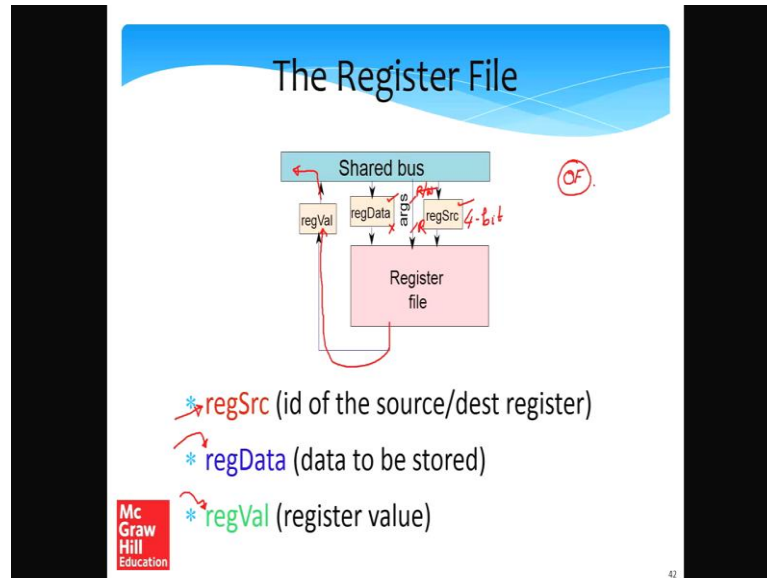 The Register File
Shared bus
OF.
regVal
regData
args
R/W
regSrc
4-bit
x
R
Register
file
* regSrc (id of the source/dest register)
* regData (data to be stored)
* regVal (register value)
Mc
Graw
Hill
Education
42